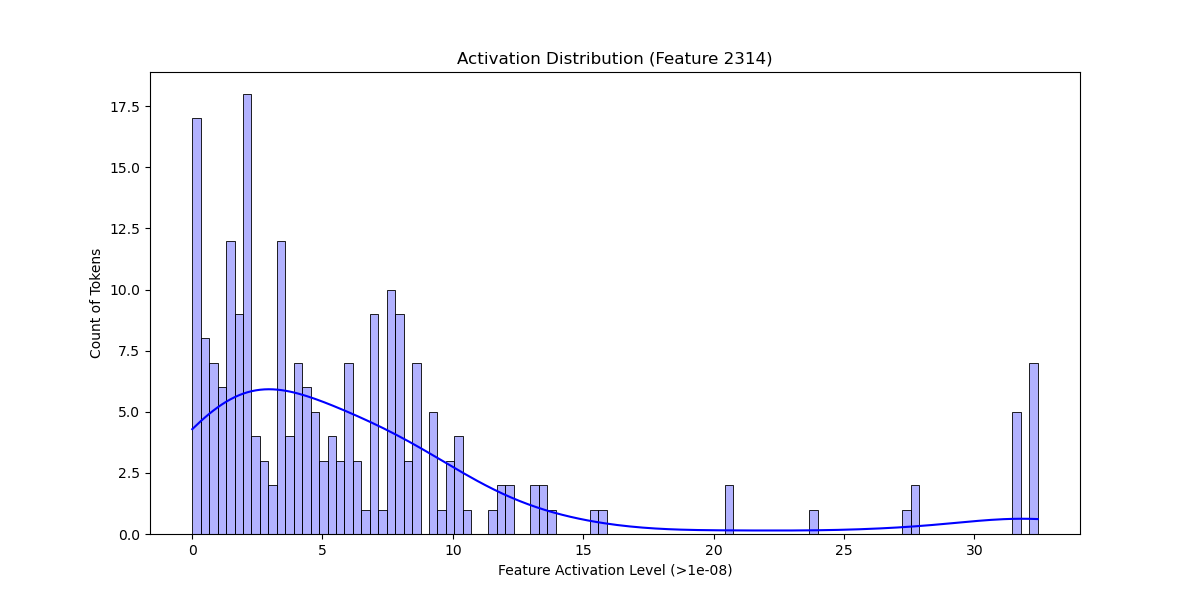 Activation Distribution (Feature 2314)
17.5
15.0
12.5
10.0
7.5
5.0
2.5
0.0
Count of Tokens
0 5 10 15 20 25 30
Feature Activation Level (>1e-08)